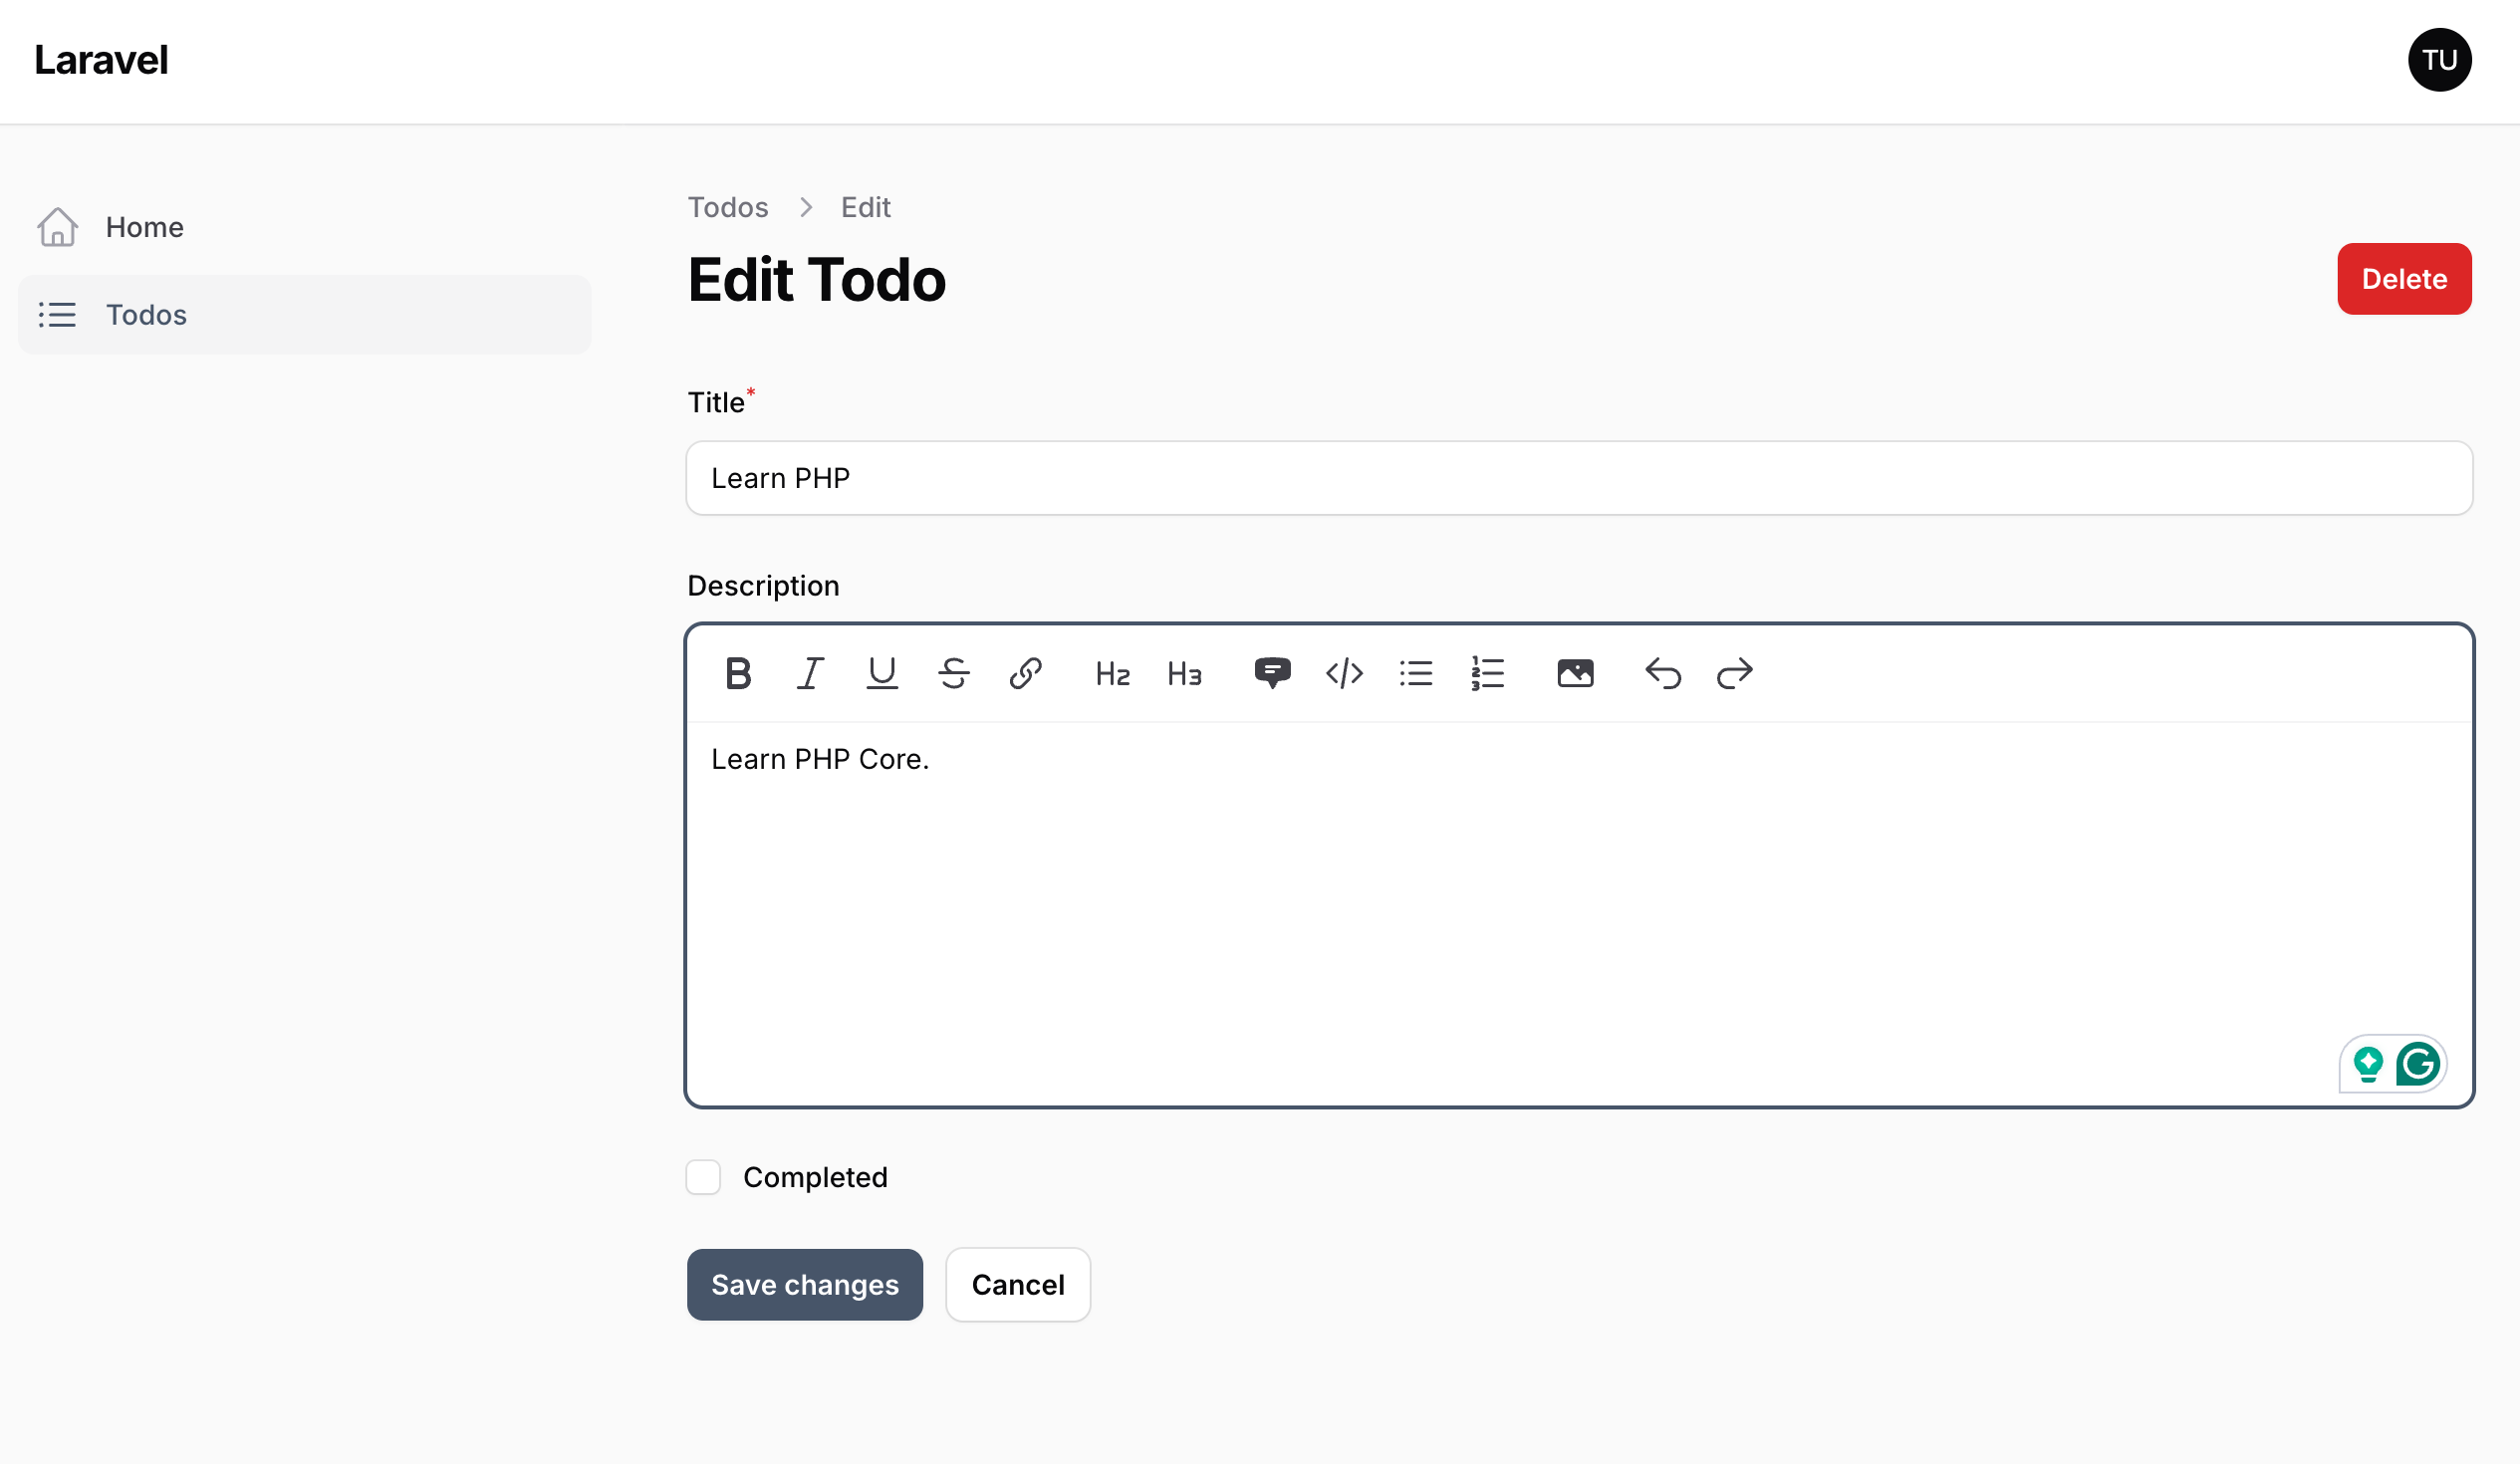 Laravel
TU
Home
Todos
Todos > Edit
Edit Todo
Delete
Title*
Learn PHP
Description
B I U S H2 H3 </>
Learn PHP Core.
G
Completed
Save changes
Cancel